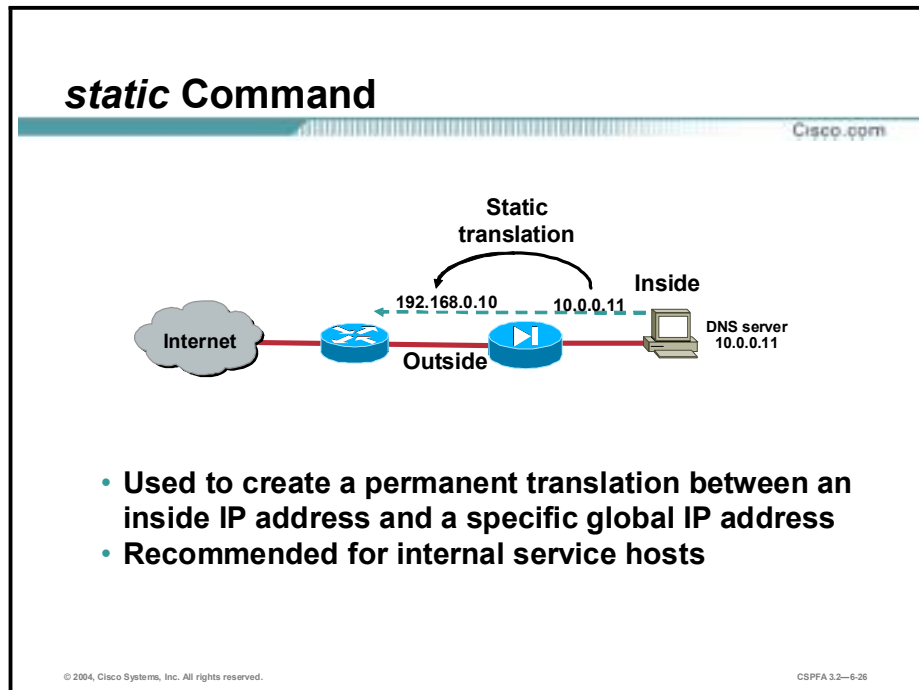 static Command
Cisco.com
Static
translation
Inside
192.168.0.10
10.0.0.11
DNS server
10.0.0.11
Internet
Outside
• Used to create a permanent translation between an
inside IP address and a specific global IP address
• Recommended for internal service hosts
© 2004, Cisco Systems, Inc. All rights reserved.
CSPFA 3.2—6-26